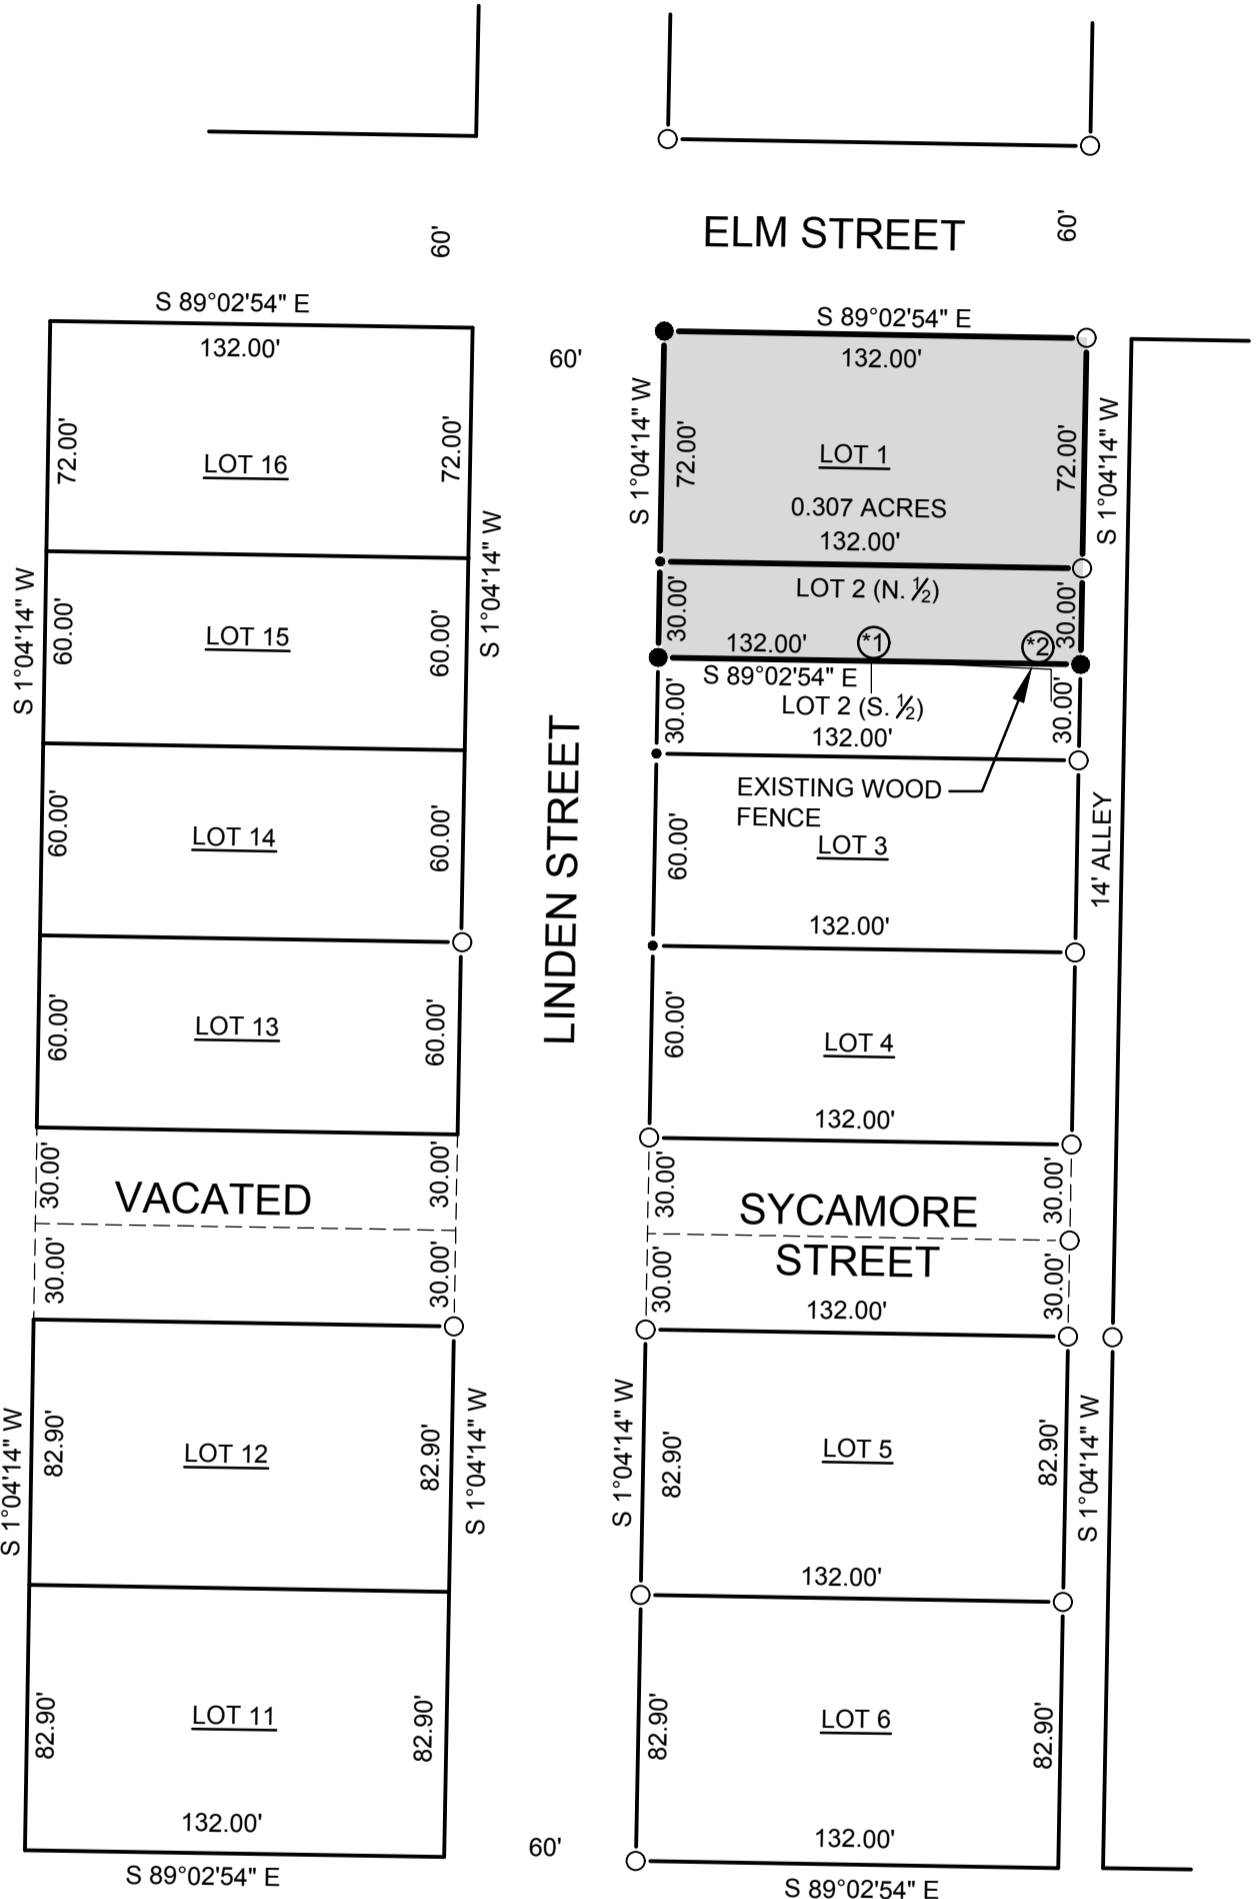 60'
ELM STREET
60'
S 89°02'54" E
132.00'
72.00'
LOT 16
72.00'
S 1°04'14" W
60'
S 89°02'54" E
132.00'
S 1°04'14" W
72.00'
LOT 1
72.00'
S 1°04'14" W
0.307 ACRES
132.00'
30.00'
LOT 2 (N. ½)
30.00'
132.00'
*1
*2
S 89°02'54" E
30.00'
LOT 2 (S. ½)
30.00'
132.00'
EXISTING WOOD
FENCE
S 1°04'14" W
60.00'
LOT 15
60.00'
60.00'
LOT 14
60.00'
60.00'
LOT 13
60.00'
LINDEN STREET
60.00'
LOT 3
132.00'
14' ALLEY
60.00'
LOT 4
132.00'
30.00'
VACATED
30.00'
30.00'
30.00'
30.00'
SYCAMORE
STREET
30.00'
30.00'
30.00'
132.00'
S 1°04'14" W
82.90'
LOT 12
82.90'
S 1°04'14" W
S 1°04'14" W
82.90'
LOT 5
82.90'
S 1°04'14" W
132.00'
82.90'
LOT 11
82.90'
132.00'
S 89°02'54" E
60'
82.90'
LOT 6
82.90'
132.00'
S 89°02'54" E